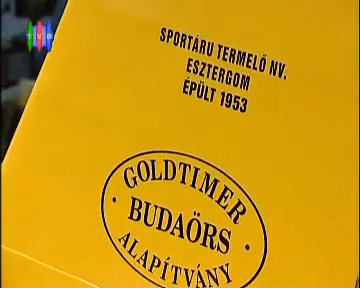 SPORTÁRU TERMELŐ NV.
ESZTERGOM
ÉPÜLT 1953
GOLDTIMER
BUDAÖRS
ALAPÍTVÁNY